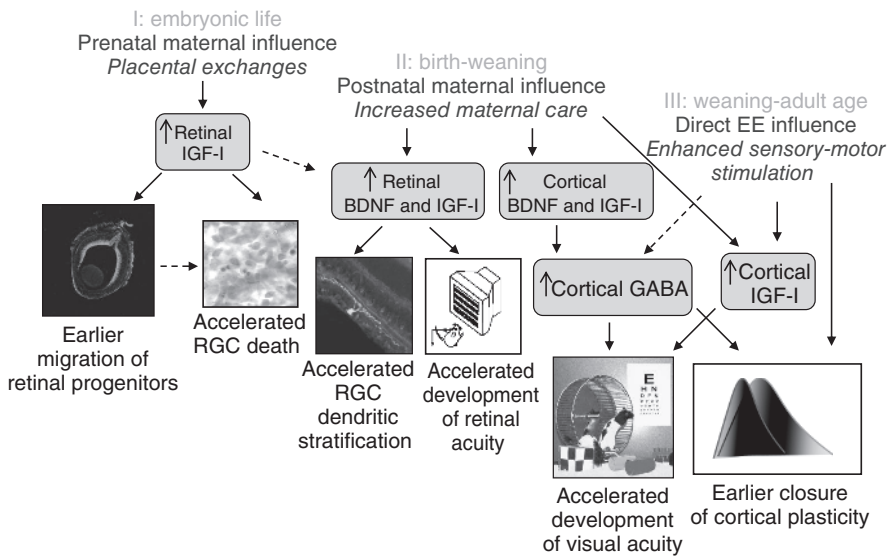 I: embryonic life
Prenatal maternal influence
Placental exchanges
II: birth-weaning
Postnatal maternal influence
Increased maternal care
III: weaning-adult age
Direct EE influence
Enhanced sensory-motor
stimulation
Retinal
IGF-I
Retinal
BDNF and IGF-I
Cortical
BDNF and IGF-I
Cortical GABA
Cortical
IGF-I
Earlier
migration of
retinal progenitors
Accelerated
RGC death
Accelerated
RGC
dendritic
stratification
Accelerated
development
of retinal
acuity
E
H N
Accelerated
development
of visual acuity
Earlier closure
of cortical plasticity